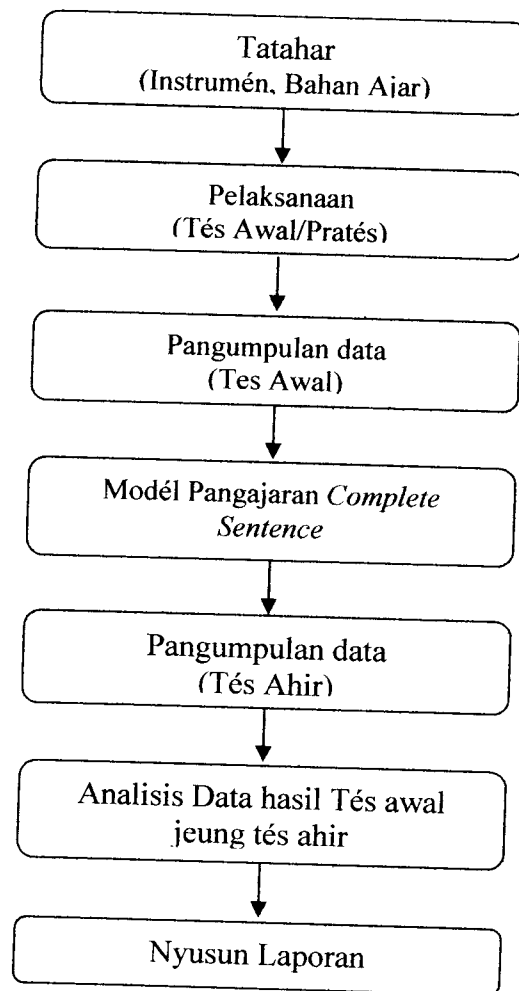 Tatahar
(Instrumén, Bahan Ajar)
Pelaksanaan
(Tés Awal/Pratés)
Pangumpulan data
(Tes Awal)
Modél Pangajaran Complete
Sentence
Pangumpulan data
(Tés Ahir)
Analisis Data hasil Tés awal
jeung tés ahir
Nyusun Laporan